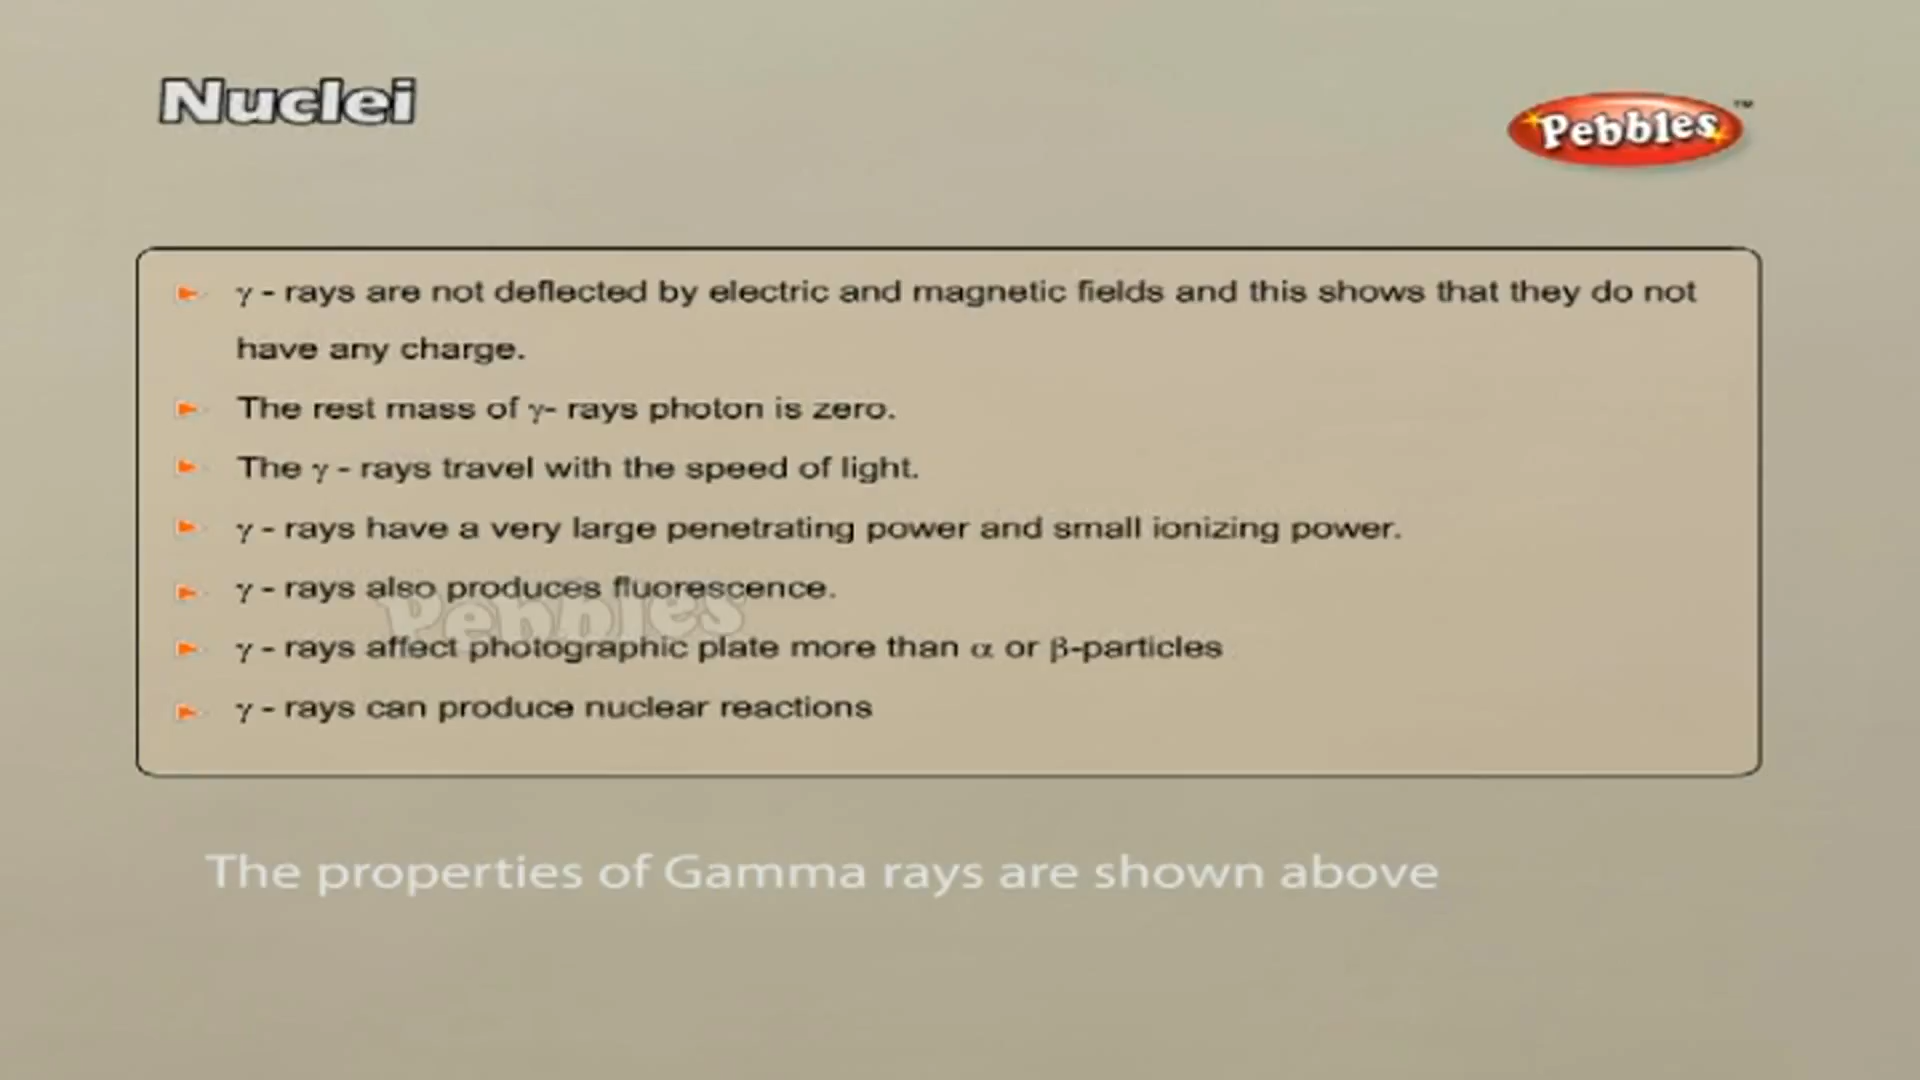 Nuclei
Pebbles™
γ - rays are not deflected by electric and magnetic fields and this shows that they do not
have any charge.
The rest mass of γ- rays photon is zero.
The γ - rays travel with the speed of light.
γ - rays have a very large penetrating power and small ionizing power.
γ - rays also produces fluorescence.
Pebbles
γ - rays affect photographic plate more than α or β-particles
γ - rays can produce nuclear reactions
The properties of Gamma rays are shown above